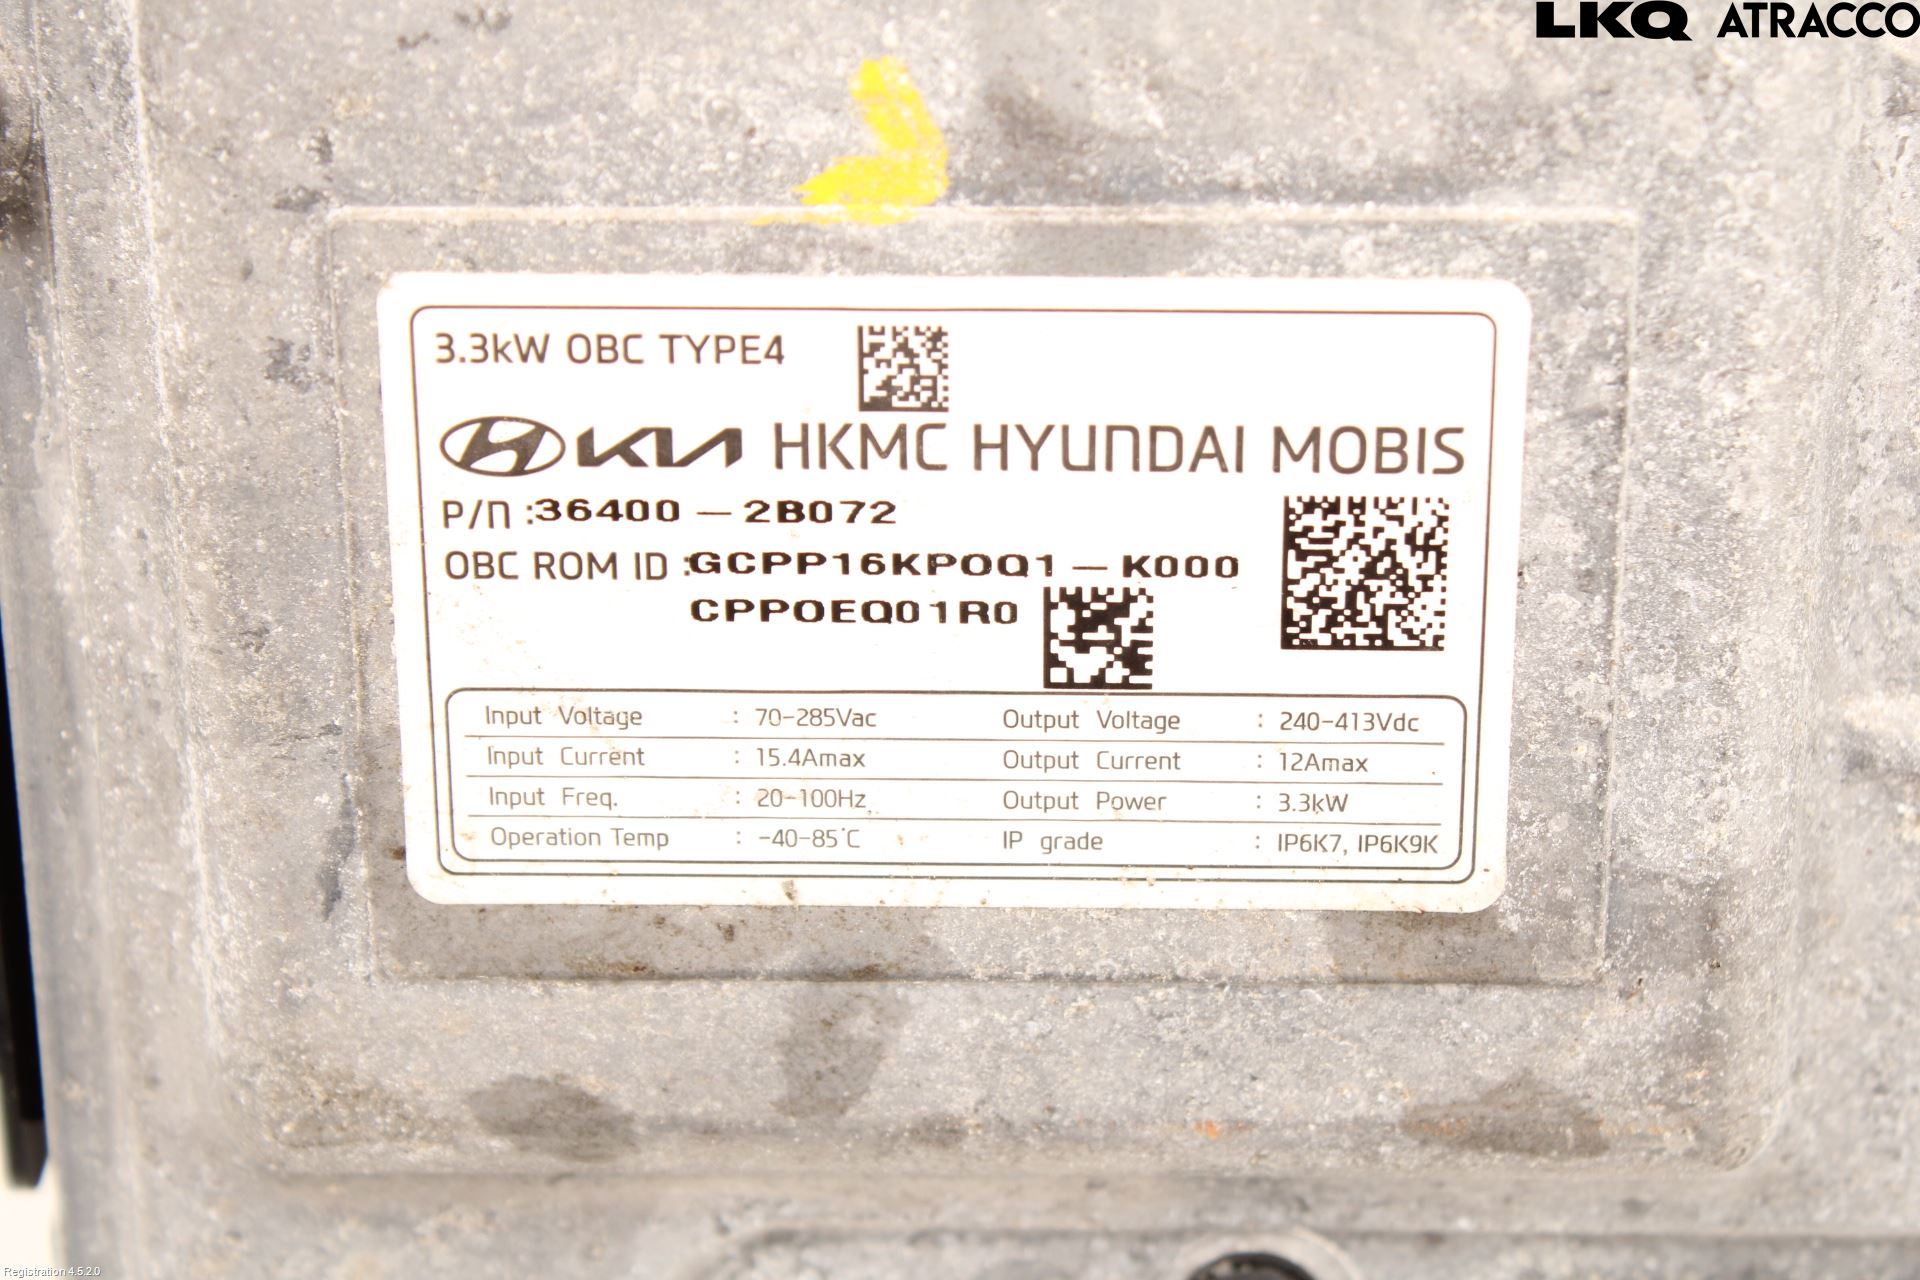 LKQ ATRACCO
3.3kW OBC TYPE4
KIA HKMC HYUNDAI MOBIS
P/N :36400 - 2B072
OBC ROM ID :GCPP16KPOQ1 - K000
CPPOEQ01R0
Input Voltage : 70-285Vac Output Voltage : 240-413Vdc
Input Current : 15.4Amax Output Current : 12Amax
Input Freq. : 20-100Hz Output Power : 3.3kW
Operation Temp : -40-85°C IP grade : IP6K7, IP6K9K
Registration 4.5.2.0